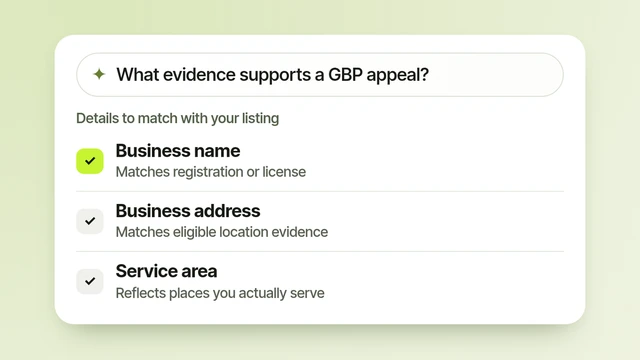 What evidence supports a GBP appeal?
Details to match with your listing
Business name
Matches registration or license
Business address
Matches eligible location evidence
Service area
Reflects places you actually serve